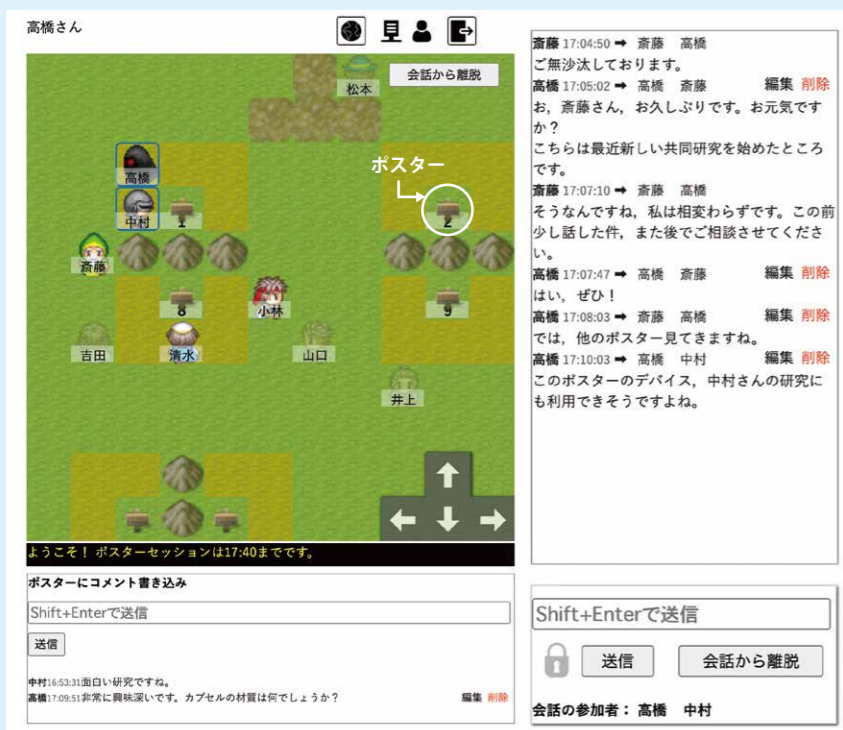 高橋さん
会話から離脱
松本
高橋
ポスター
中村
1
2
斎藤
8
小林
9
吉田
清水
山口
井上
ようこそ! ポスターセッションは17:40までです。
ポスターにコメント書き込み
Shift+Enterで送信
送信
中村16:53:31面白い研究ですね。
高橋17:09:51非常に興味深いです。カプセルの材質は何でしょうか? 編集 削除
斎藤 17:04:50 ➡ 斎藤 高橋
ご無沙汰しております。
高橋 17:05:02 ➡ 高橋 斎藤 編集 削除
お,斎藤さん,お久しぶりです。お元気です
か?
こちらは最近新しい共同研究を始めたところ
です。
斎藤 17:07:10 ➡ 斎藤 高橋
そうなんですね,私は相変わらずです。この前
少し話した件,また後でご相談させてくださ
い。
高橋 17:07:47 ➡ 高橋 斎藤 編集 削除
はい,ぜひ!
高橋 17:08:03 ➡ 斎藤 高橋 編集 削除
では,他のポスター見てきますね。
高橋 17:10:03 ➡ 高橋 中村 編集 削除
このポスターのデバイス,中村さんの研究に
も利用できそうですよね。
Shift+Enterで送信
送信 会話から離脱
会話の参加者: 高橋 中村